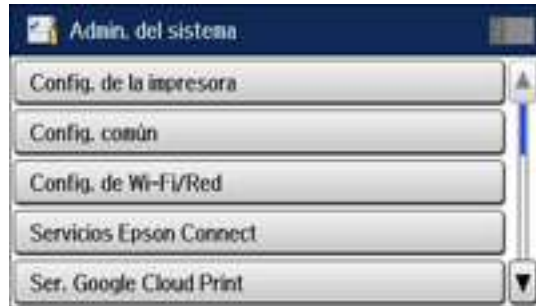 Admin. del sistema
Config. de la impresora
Config. común
Config. de Wi-Fi/Red
Servicios Epson Connect
Ser. Google Cloud Print